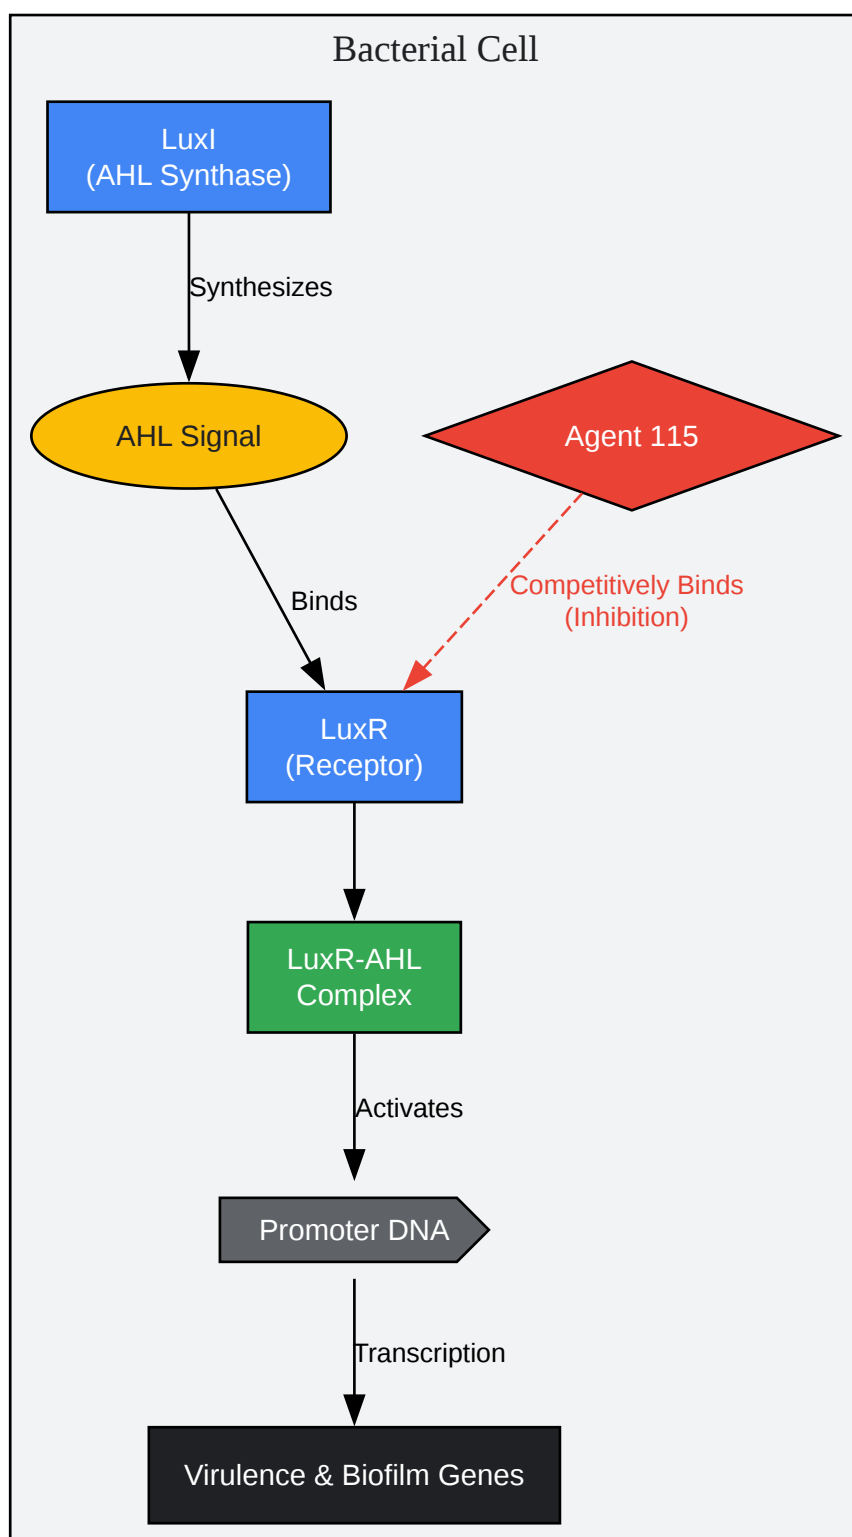 Bacterial Cell
LuxI
(AHL Synthase)
Synthesizes
AHL Signal
Agent 115
Binds
Competitively Binds
(Inhibition)
LuxR
(Receptor)
LuxR-AHL
Complex
Activates
Promoter DNA
Transcription
Virulence & Biofilm Genes